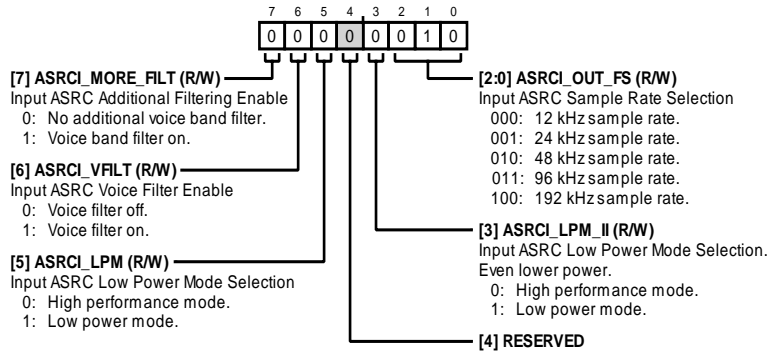 7 6 5 4 3 2 1 0
0 0 0 0 0 0 1 0
[7] ASRCI_MORE_FILT (R/W)
Input ASRC Additional Filtering Enable
0: No additional voice band filter.
1: Voice band filter on.
[6] ASRCI_VFILT (R/W)
Input ASRC Voice Filter Enable
0: Voice filter off.
1: Voice filter on.
[5] ASRCI_LPM (R/W)
Input ASRC Low Power Mode Selection
0: High performance mode.
1: Low power mode.
[2:0] ASRCI_OUT_FS (R/W)
Input ASRC Sample Rate Selection
000: 12 kHz sample rate.
001: 24 kHz sample rate.
010: 48 kHz sample rate.
011: 96 kHz sample rate.
100: 192 kHz sample rate.
[3] ASRCI_LPM_II (R/W)
Input ASRC Low Power Mode Selection.
Even lower power.
0: High performance mode.
1: Low power mode.
[4] RESERVED